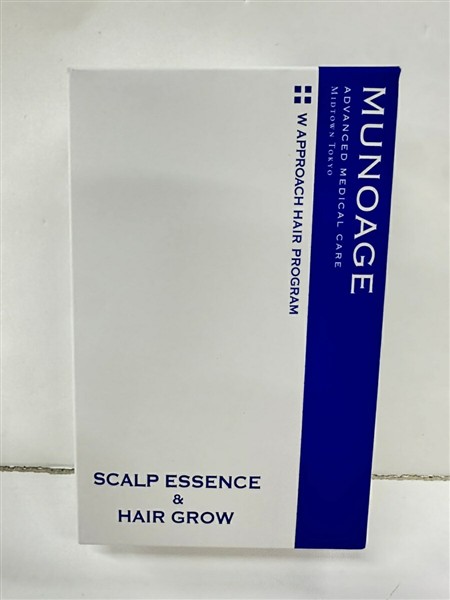 MUNOAGE
ADVANCED MEDICAL CARE
MIDTOWN TOKYO
W APPROACH HAIR PROGRAM
SCALP ESSENCE
&
HAIR GROW